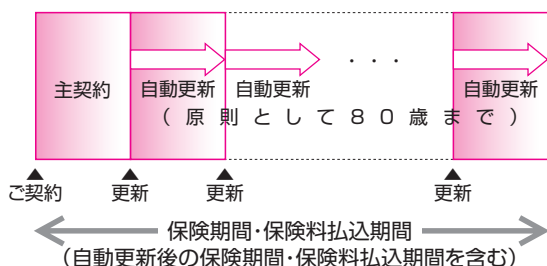 ・・・
主契約 自動更新 自動更新 自動更新
(原則として80歳まで)
▲ ▲ ▲ ▲
ご契約 更新 更新 更新
保険期間・保険料払込期間
(自動更新後の保険期間・保険料払込期間を含む)